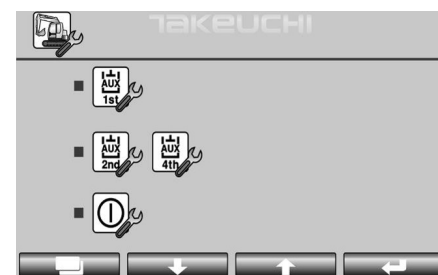 TAKEUCHI
AUX
1st
AUX
2nd
AUX
4th